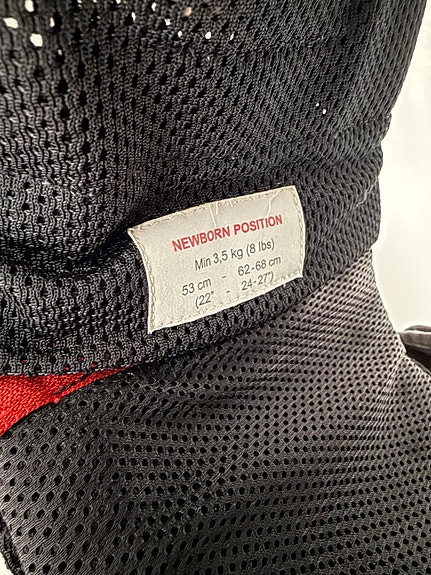 NEWBORN POSITION
Min 3,5 kg (8 lbs)
53 cm - 62-68 cm
(22" - 24-27")